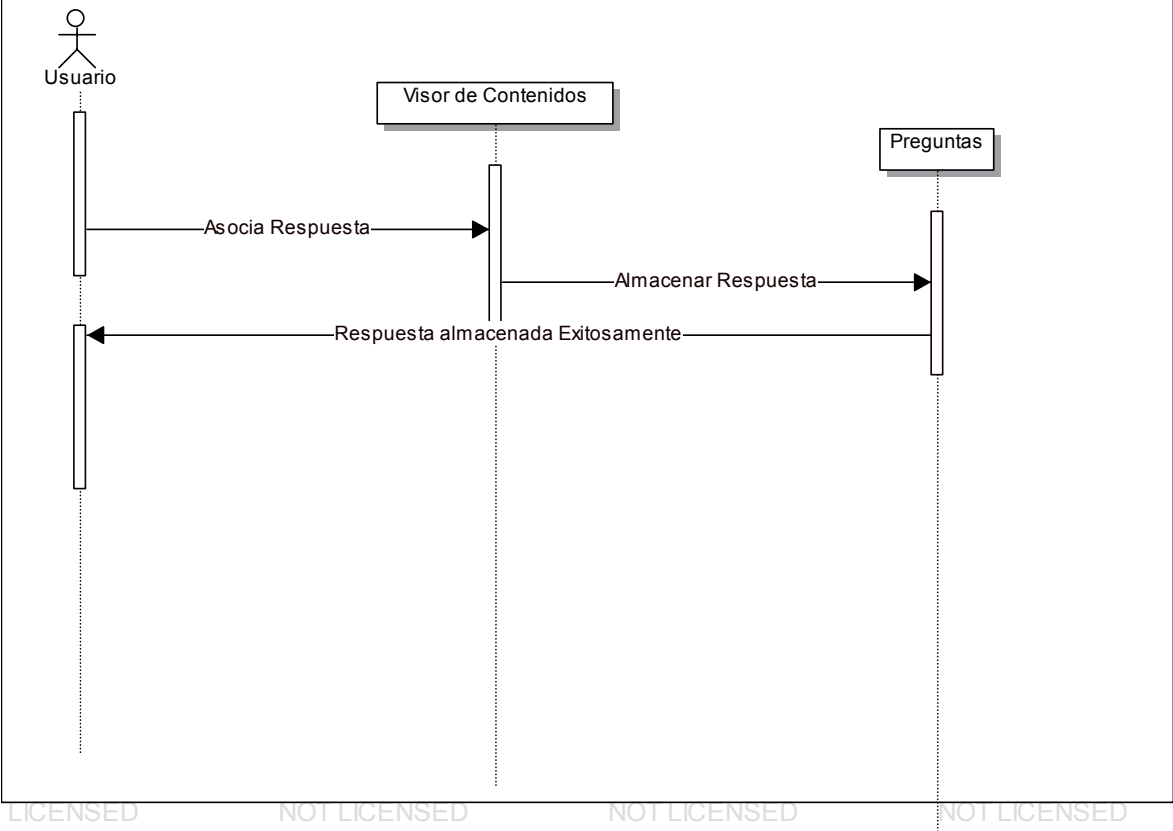 Usuario
Visor de Contenidos
Preguntas
Asocia Respuesta
Almacenar Respuesta
Respuesta almacenada Exitosamente
LICENSED NOT LICENSED NOT LICENSED NOT LICENSED